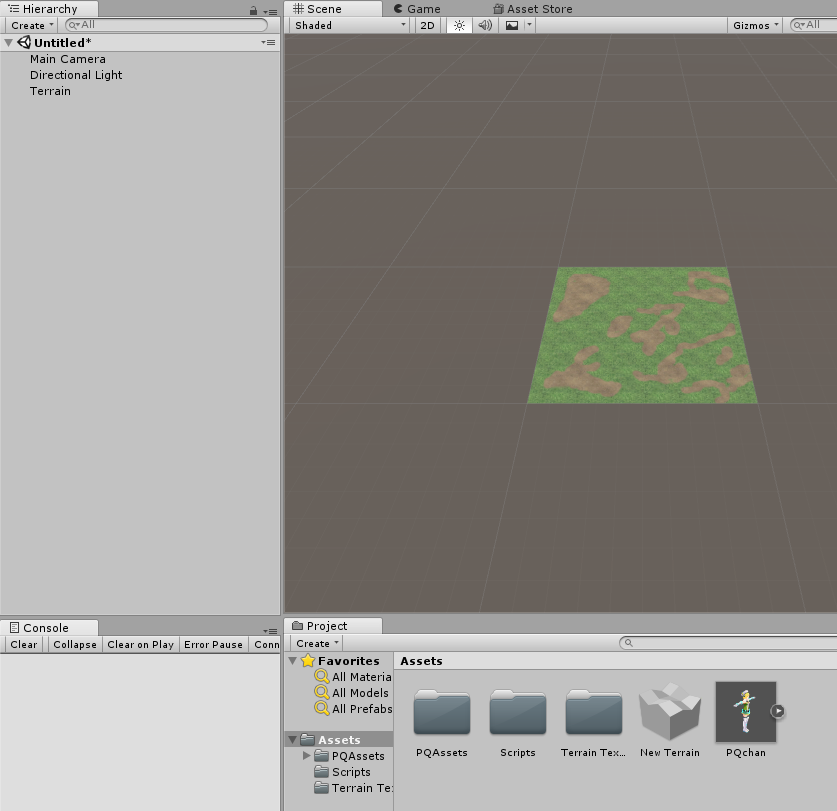 Hierarchy
Create All
Untitled*
Main Camera
Directional Light
Terrain
Scene Game Asset Store
Shaded 2D Gizmos All
Console
Clear Collapse Clear on Play Error Pause Conn
Project
Create
Favorites
All Materia
All Models
All Prefabs
Assets
PQAssets
Scripts
Terrain Te
Assets
PQAssets Scripts Terrain Tex... New Terrain PQchan